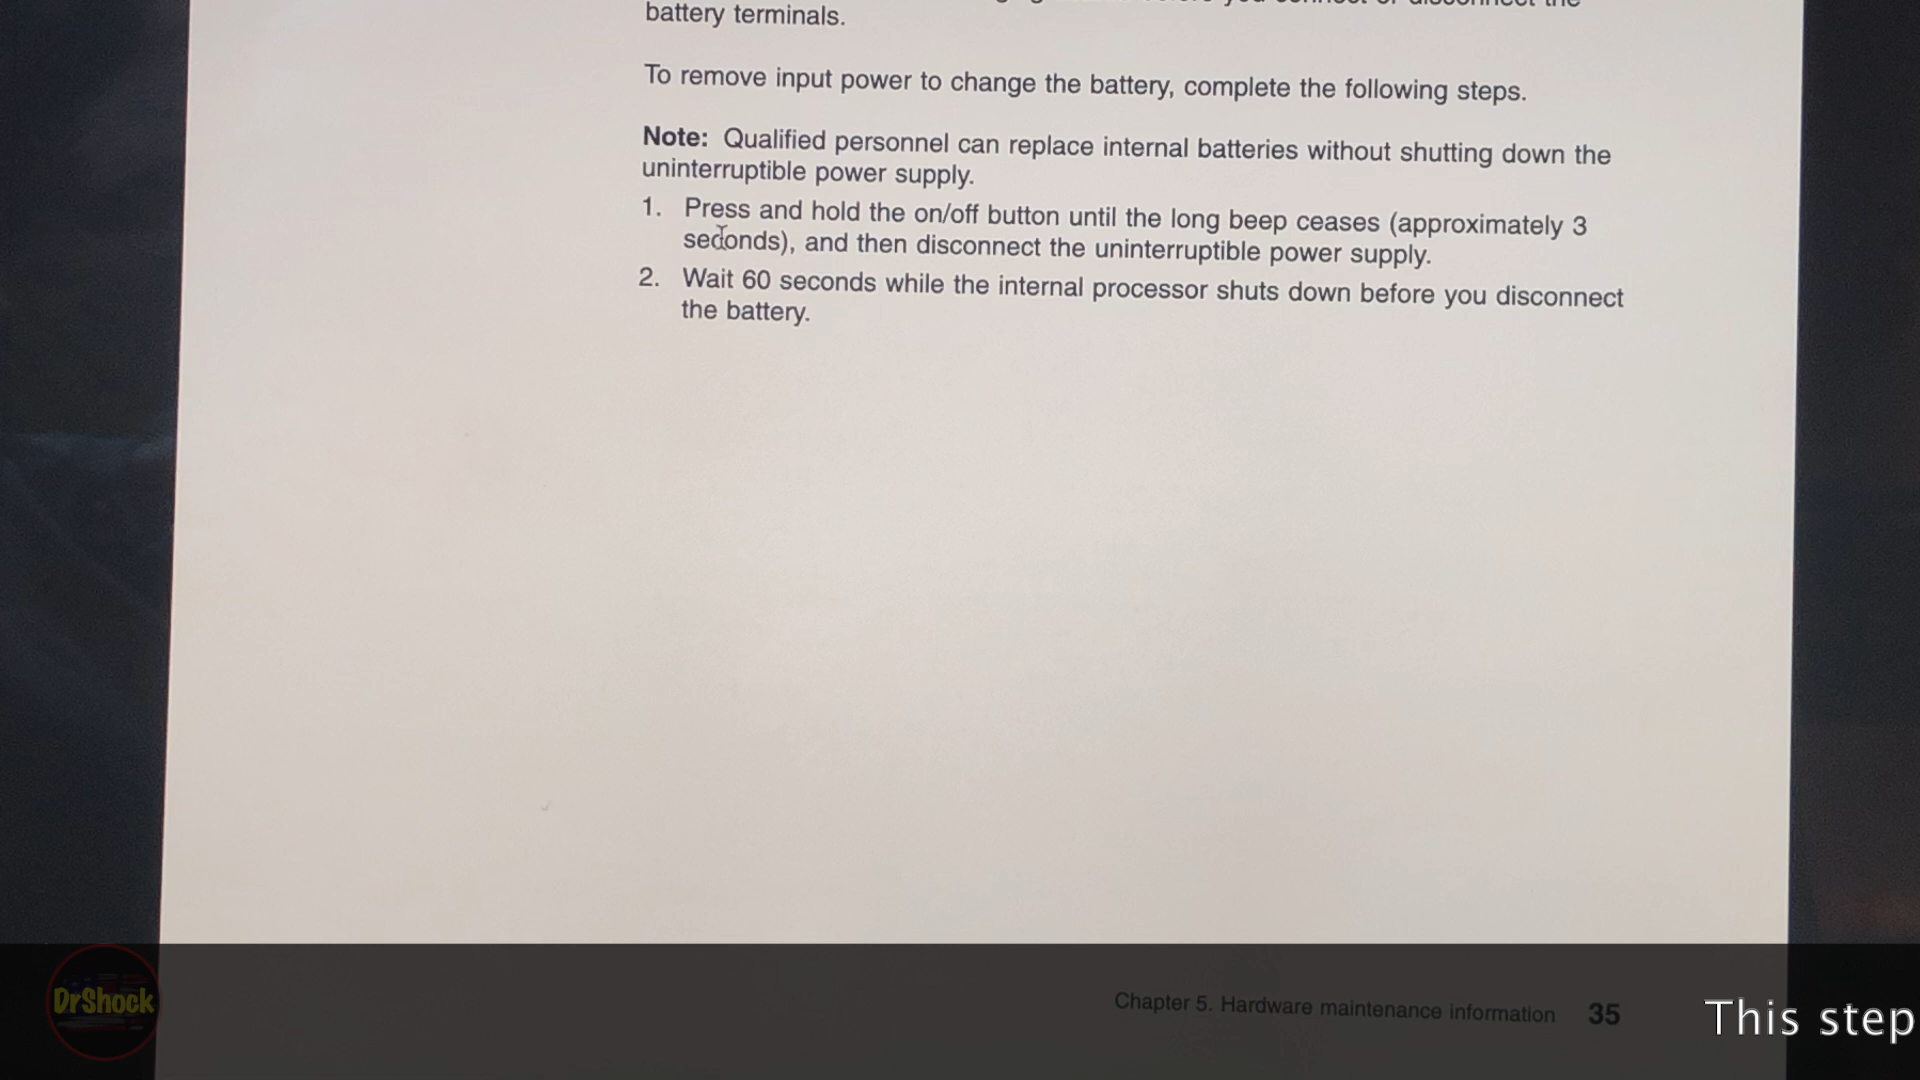 the
battery terminals.
To remove input power to change the battery, complete the following steps.
Note: Qualified personnel can replace internal batteries without shutting down the
uninterruptible power supply.
1. Press and hold the on/off button until the long beep ceases (approximately 3
seconds), and then disconnect the uninterruptible power supply.
2. Wait 60 seconds while the internal processor shuts down before you disconnect
the battery.
DrShock
Chapter 5. Hardware maintenance information 35
This step